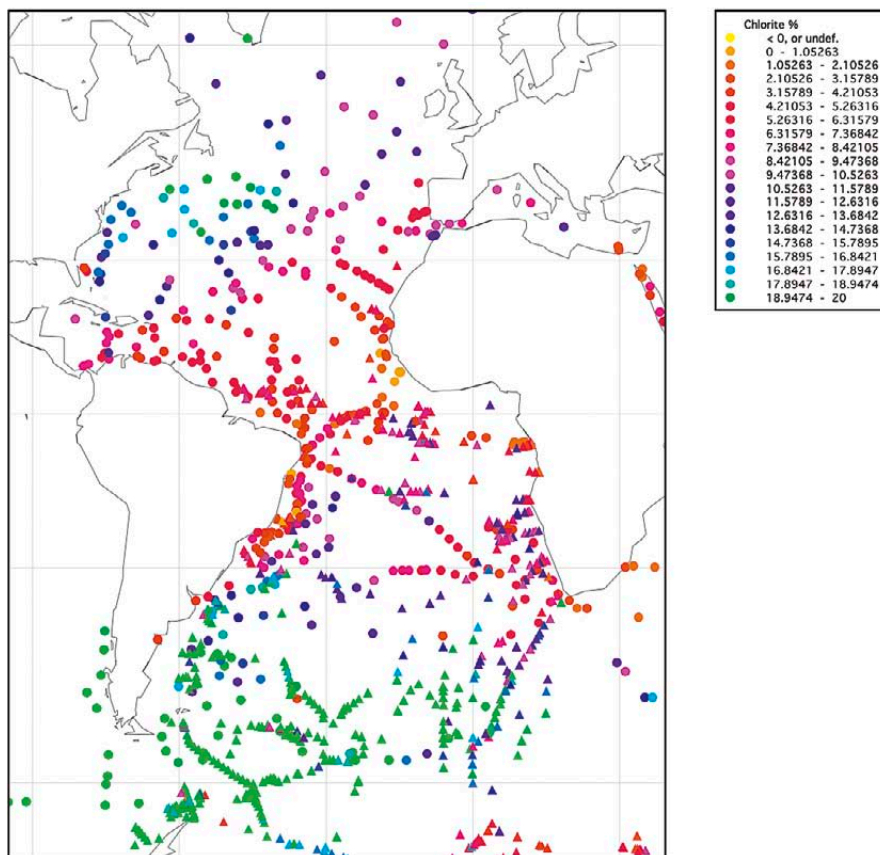 Chlorite %
< 0, or undef.
0 - 1.05263
1.05263 - 2.10526
2.10526 - 3.15789
3.15789 - 4.21053
4.21053 - 5.26316
5.26316 - 6.31579
6.31579 - 7.36842
7.36842 - 8.42105
8.42105 - 9.47368
9.47368 - 10.5263
10.5263 - 11.5789
11.5789 - 12.6316
12.6316 - 13.6842
13.6842 - 14.7368
14.7368 - 15.7895
15.7895 - 16.8421
16.8421 - 17.8947
17.8947 - 18.9474
18.9474 - 20
1